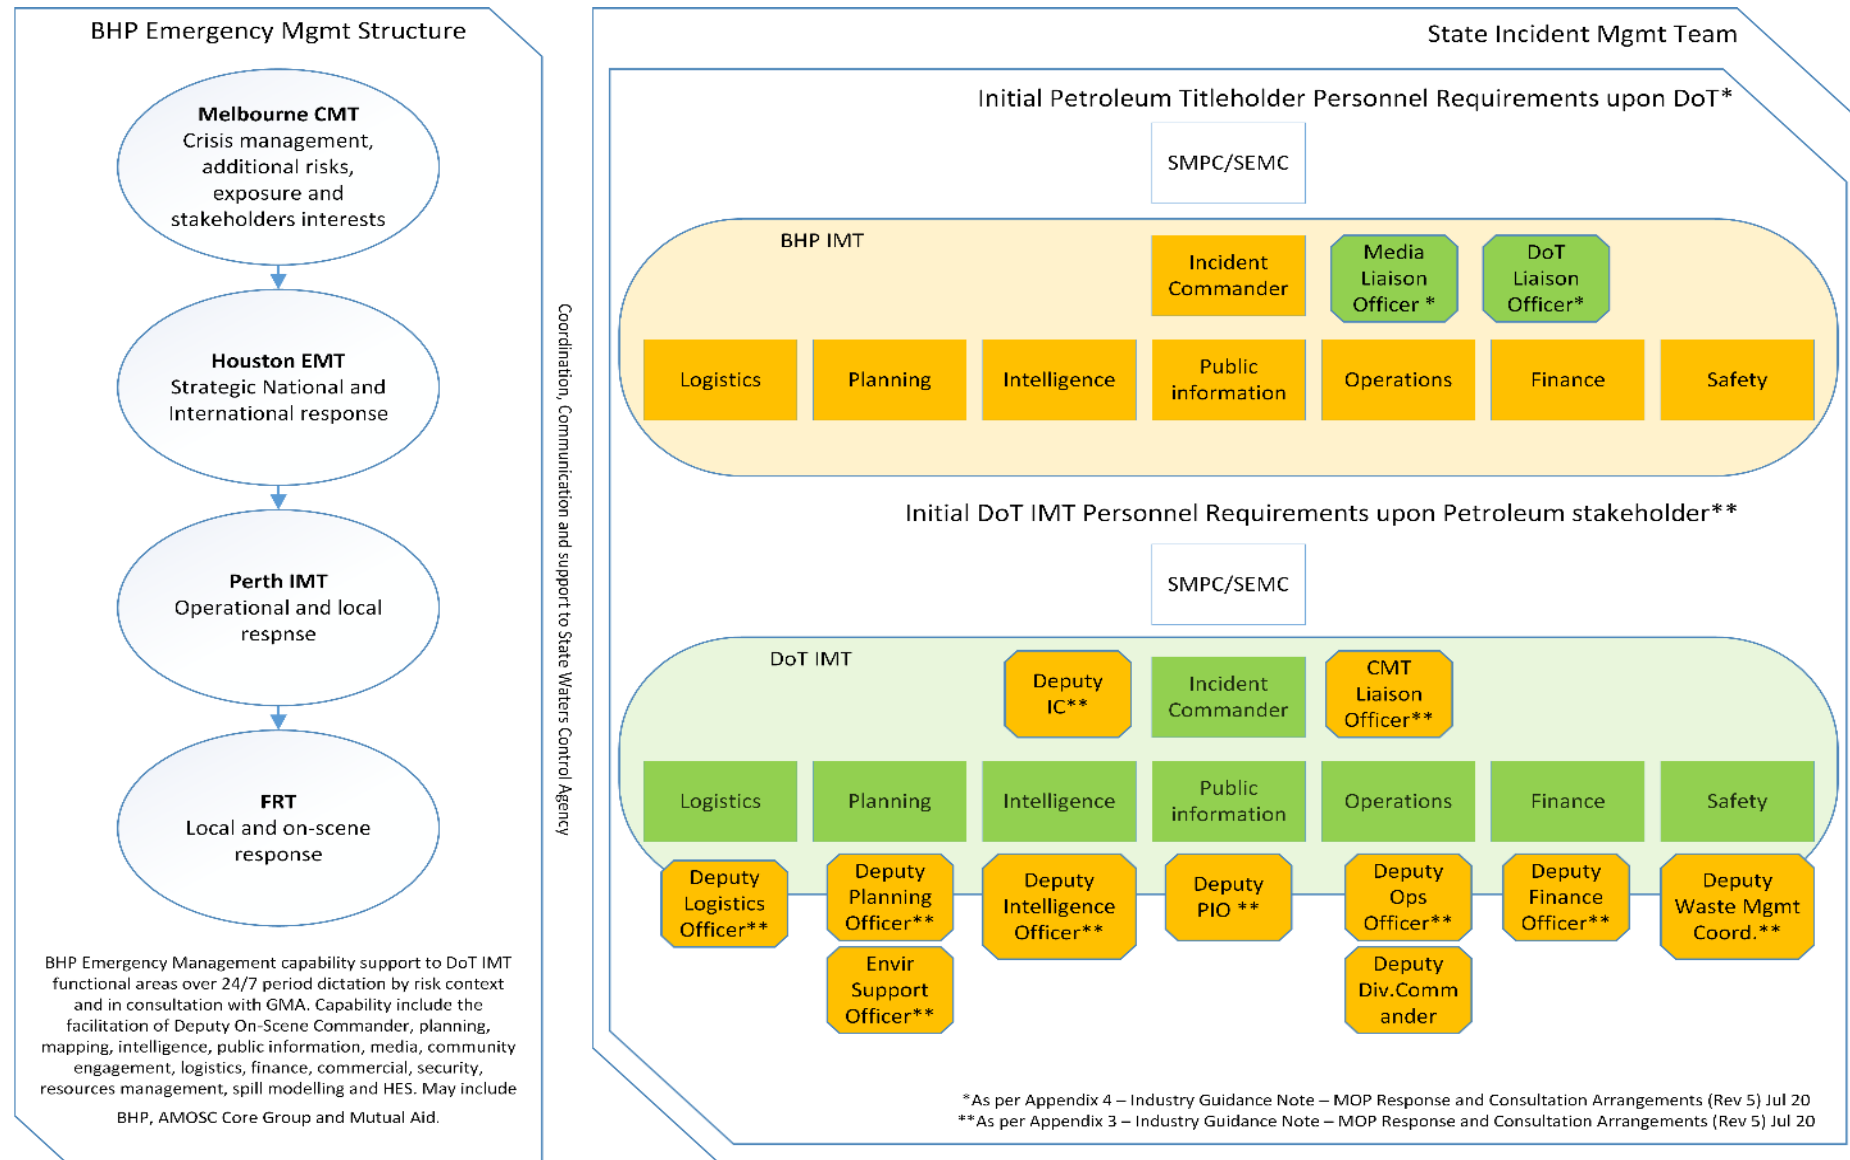 BHP Emergency Mgmt Structure
Melbourne CMT
Crisis management,
additional risks,
exposure and
stakeholders interests
Houston EMT
Strategic National and
International response
Perth IMT
Operational and local
respnse
FRT
Local and on-scene
response
BHP Emergency Management capability support to DoT IMT
functional areas over 24/7 period dictation by risk context
and in consultation with GMA. Capability include the
facilitation of Deputy On-Scene Commander, planning,
mapping, intelligence, public information, media, community
engagement, logistics, finance, commercial, security,
resources management, spill modelling and HES. May include
BHP, AMOSC Core Group and Mutual Aid.
Coordination, Communication and support to State Waters Control Agency
State Incident Mgmt Team
Initial Petroleum Titleholder Personnel Requirements upon DoT*
SMPC/SEMC
BHP IMT
Incident
Commander
Media
Liaison
Officer *
DoT
Liaison
Officer*
Logistics
Planning
Intelligence
Public
information
Operations
Finance
Safety
Initial DoT IMT Personnel Requirements upon Petroleum stakeholder**
SMPC/SEMC
DoT IMT
Deputy
IC**
Incident
Commander
CMT
Liaison
Officer**
Logistics
Planning
Intelligence
Public
information
Operations
Finance
Safety
Deputy
Logistics
Officer**
Deputy
Planning
Officer**
Deputy
Intelligence
Officer**
Deputy
PIO **
Deputy
Ops
Officer**
Deputy
Finance
Officer**
Deputy
Waste Mgmt
Coord.**
Envir
Support
Officer**
Deputy
Div.Comm
ander
*As per Appendix 4 – Industry Guidance Note – MOP Response and Consultation Arrangements (Rev 5) Jul 20
**As per Appendix 3 – Industry Guidance Note – MOP Response and Consultation Arrangements (Rev 5) Jul 20